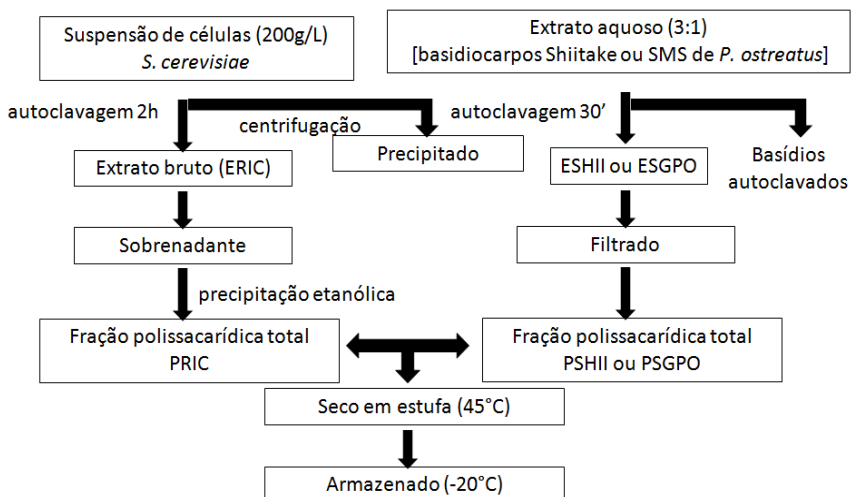 Suspensão de células (200g/L)
S. cerevisiae
Extrato aquoso (3:1)
[basidiocarpos Shiitake ou SMS de P. ostreatus]
autoclavagem 2h
centrifugação
autoclavagem 30’
Extrato bruto (ERIC)
Precipitado
ESHII ou ESGPO
Basídios
autoclavados
Sobrenadante
Filtrado
precipitação etanólica
Fração polissacarídica total
PRIC
Fração polissacarídica total
PSHII ou PSGPO
Seco em estufa (45°C)
Armazenado (-20°C)